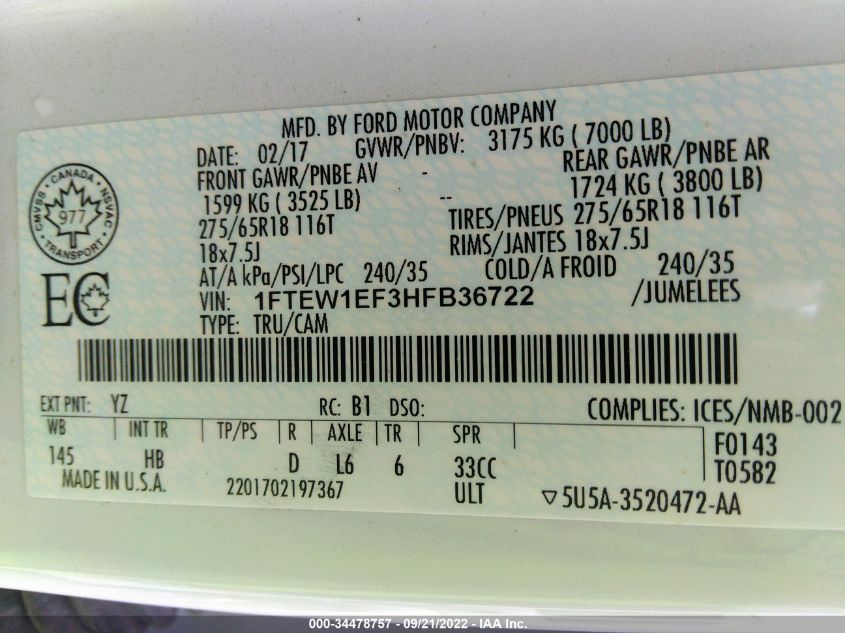 MFD. BY FORD MOTOR COMPANY
DATE: 02/17 GVWR/PNBV: 3175 KG ( 7000 LB)
FRONT GAWR/PNBE AV - REAR GAWR/PNBE AR
1599 KG ( 3525 LB) -- 1724 KG ( 3800 LB)
275/65R18 116T TIRES/PNEUS 275/65R18 116T
18x7.5J RIMS/JANTES 18x7.5J
AT/A kPa/PSI/LPC 240/35 COLD/A FROID 240/35
VIN: 1FTEW1EF3HFB36722 /JUMELEES
TYPE: TRU/CAM
CANADA
CMVSS NSVAC
977
TRANSPORT
EC
EXT PNT: YZ RC: B1 DSO: COMPLIES: ICES/NMB-002
WB INT TR TP/PS R AXLE TR SPR F0143
145 HB D L6 6 33CC T0582
MADE IN U.S.A. 2201702197367 ULT ▽5U5A-3520472-AA
000-34478757 - 09/21/2022 - IAA Inc.